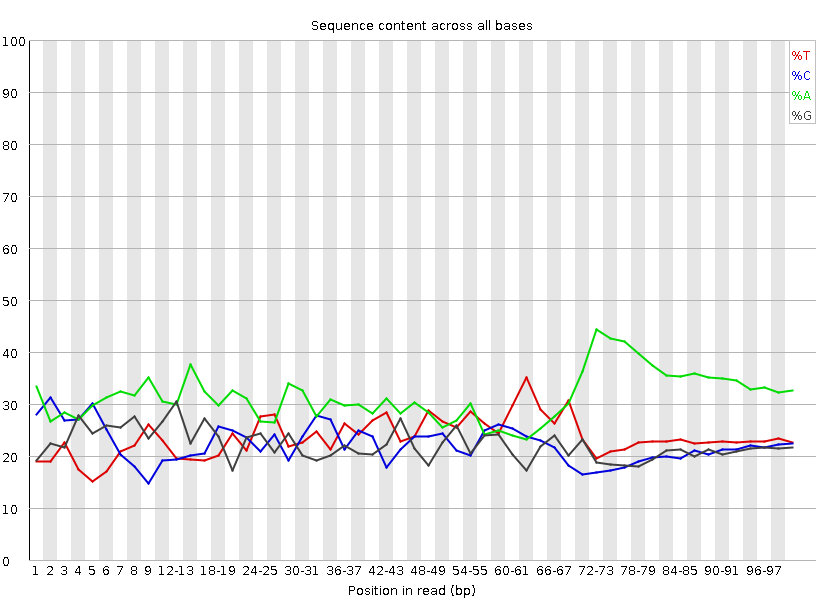 Sequence content across all bases
100
90
80
70
60
50
40
30
20
10
0
%T
%C
%A
%G
1 2 3 4 5 6 7 8 9 12-13 18-19 24-25 30-31 36-37 42-43 48-49 54-55 60-61 66-67 72-73 78-79 84-85 90-91 96-97
Position in read (bp)